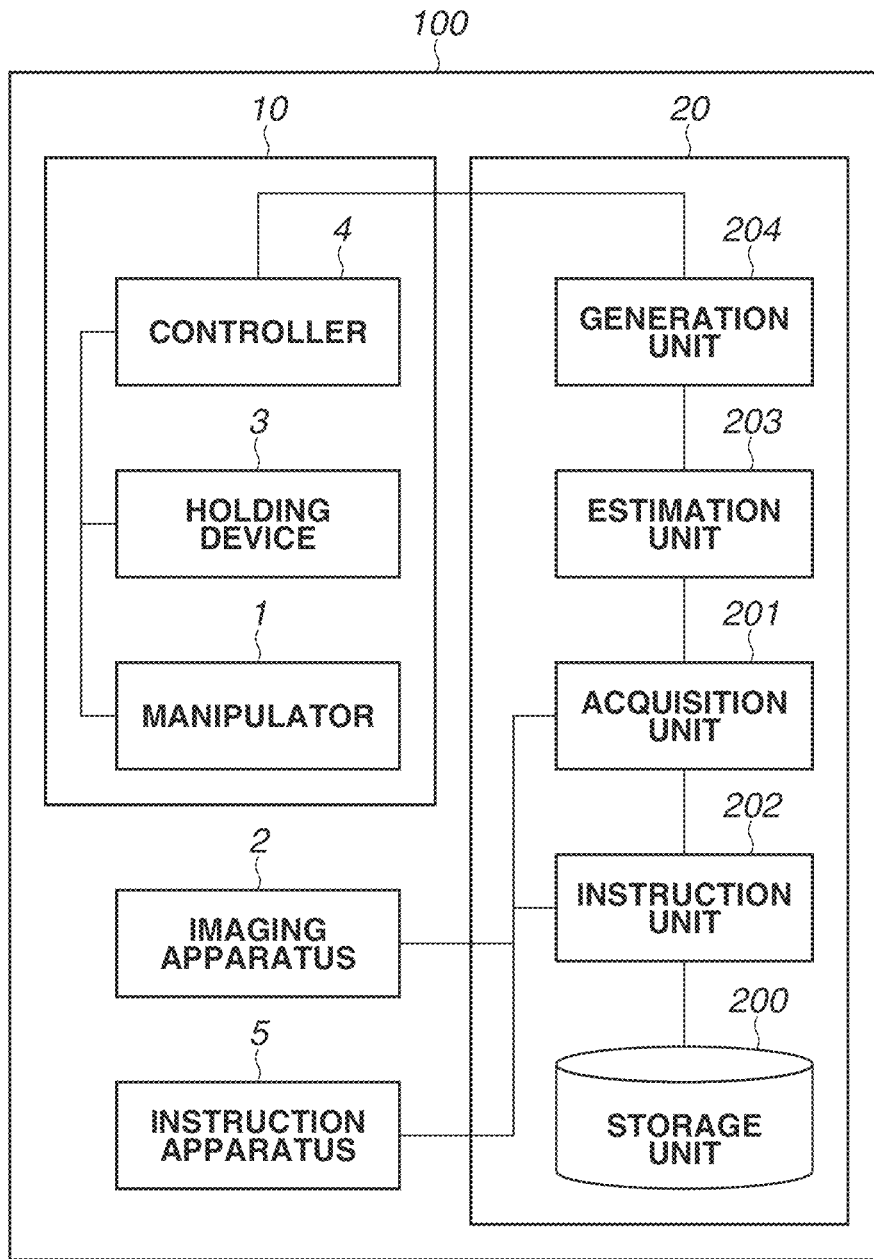 100
10
20
4
CONTROLLER
204
GENERATION
UNIT
3
HOLDING
DEVICE
203
ESTIMATION
UNIT
1
MANIPULATOR
201
ACQUISITION
UNIT
2
IMAGING
APPARATUS
202
INSTRUCTION
UNIT
5
INSTRUCTION
APPARATUS
200
STORAGE
UNIT